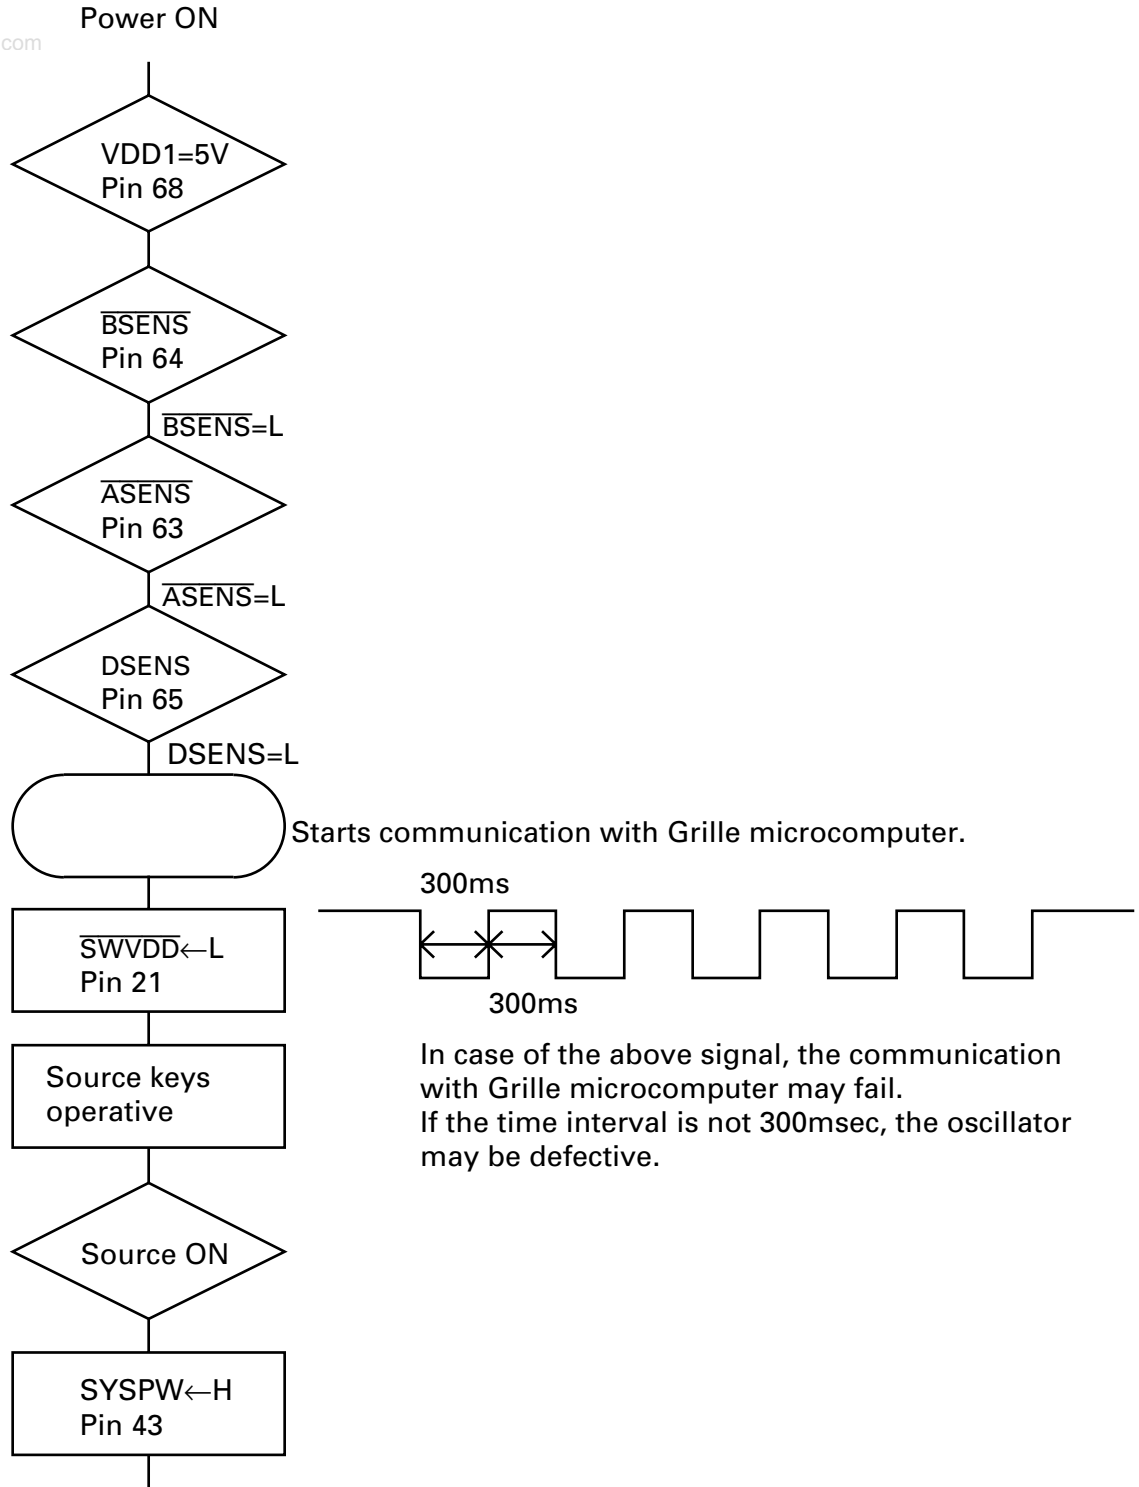 Power ON
com
VDD1=5V
Pin 68
BSENS
Pin 64
BSENS=L
ASENS
Pin 63
ASENS=L
DSENS
Pin 65
DSENS=L
Starts communication with Grille microcomputer.
300ms
SWVDD←L
Pin 21
300ms
In case of the above signal, the communication
with Grille microcomputer may fail.
If the time interval is not 300msec, the oscillator
may be defective.
Source keys
operative
Source ON
SYSPW←H
Pin 43